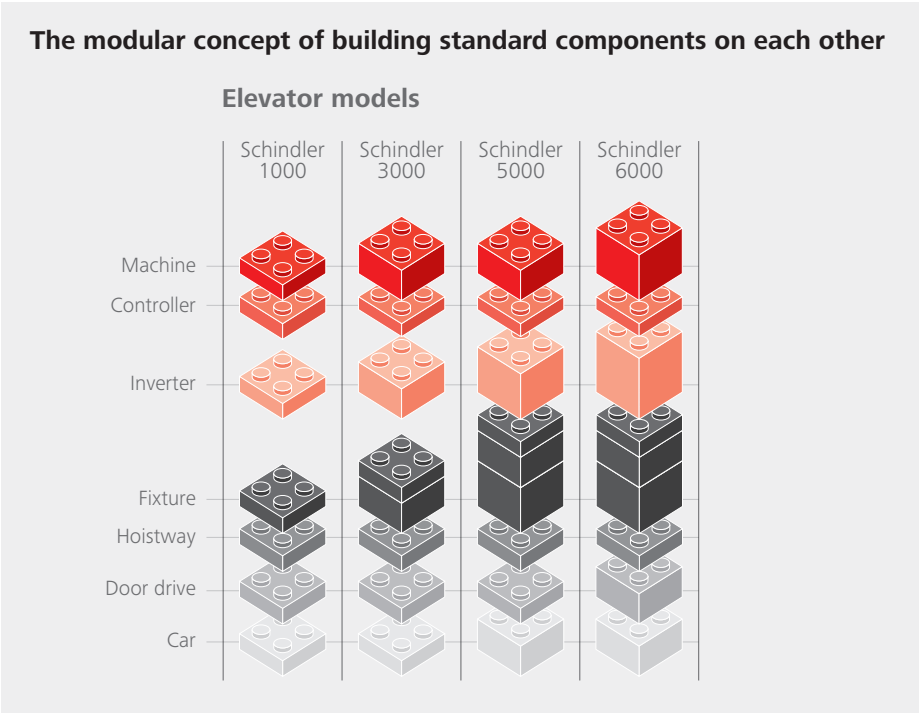 The modular concept of building standard components on each other
Elevator models
Schindler
1000
Schindler
3000
Schindler
5000
Schindler
6000
Machine
Controller
Inverter
Fixture
Hoistway
Door drive
Car